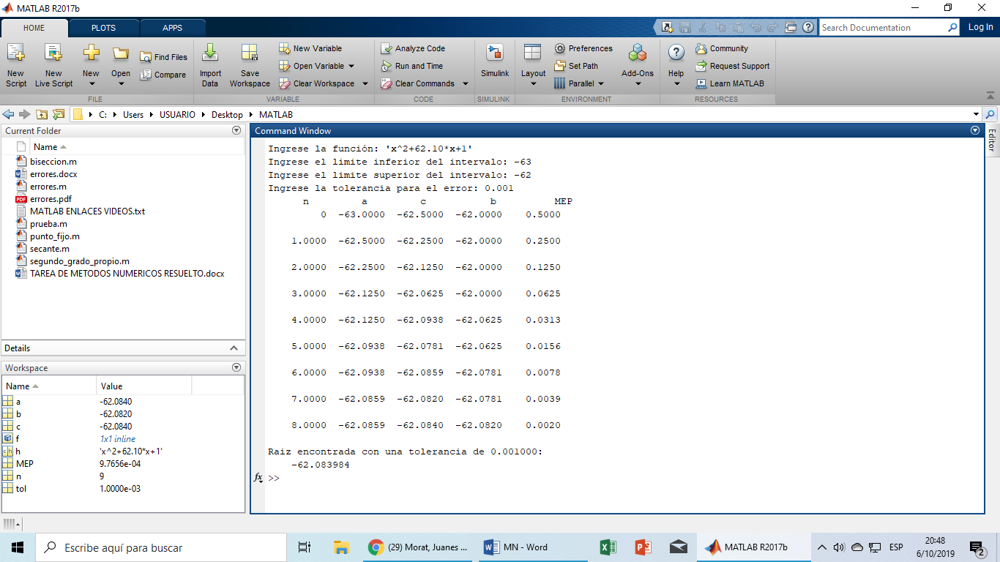 MATLAB R2017b
HOME PLOTS APPS Search Documentation Log In
New Script New Live Script New Open Find Files Compare Import Data Save Workspace New Variable Open Variable Clear Workspace Analyze Code Run and Time Clear Commands Simulink Layout Preferences Set Path Parallel Add-Ons Help Community Request Support Learn MATLAB
FILE VARIABLE CODE SIMULINK ENVIRONMENT RESOURCES
C: Users USUARIO Desktop MATLAB
Current Folder
Name
biseccion.m
errores.docx
errores.m
errores.pdf
MATLAB ENLACES VIDEOS.txt
prueba.m
punto_fijo.m
secante.m
segundo_grado_propio.m
TAREA DE METODOS NUMERICOS RESUELTO.docx
Details
Workspace
Name Value
a -62.0840
b -62.0820
c -62.0840
f 1x1 inline
h 'x^2+62.10*x+1'
MEP 9.7656e-04
n 9
tol 1.0000e-03
Command Window
Editor
Ingrese la función: 'x^2+62.10*x+1'
Ingrese el limite inferior del intervalo: -63
Ingrese el limite superior del intervalo: -62
Ingrese la tolerancia para el error: 0.001
n a c b MEP
0 -63.0000 -62.5000 -62.0000 0.5000
1.0000 -62.5000 -62.2500 -62.0000 0.2500
2.0000 -62.2500 -62.1250 -62.0000 0.1250
3.0000 -62.1250 -62.0625 -62.0000 0.0625
4.0000 -62.1250 -62.0938 -62.0625 0.0313
5.0000 -62.0938 -62.0781 -62.0625 0.0156
6.0000 -62.0938 -62.0859 -62.0781 0.0078
7.0000 -62.0859 -62.0820 -62.0781 0.0039
8.0000 -62.0859 -62.0840 -62.0820 0.0020
Raiz encontrada con una tolerancia de 0.001000:
-62.083984
fx >>
Escribe aquí para buscar (29) Morat, Juanes ... MN - Word MATLAB R2017b ESP 20:48
6/10/2019 2